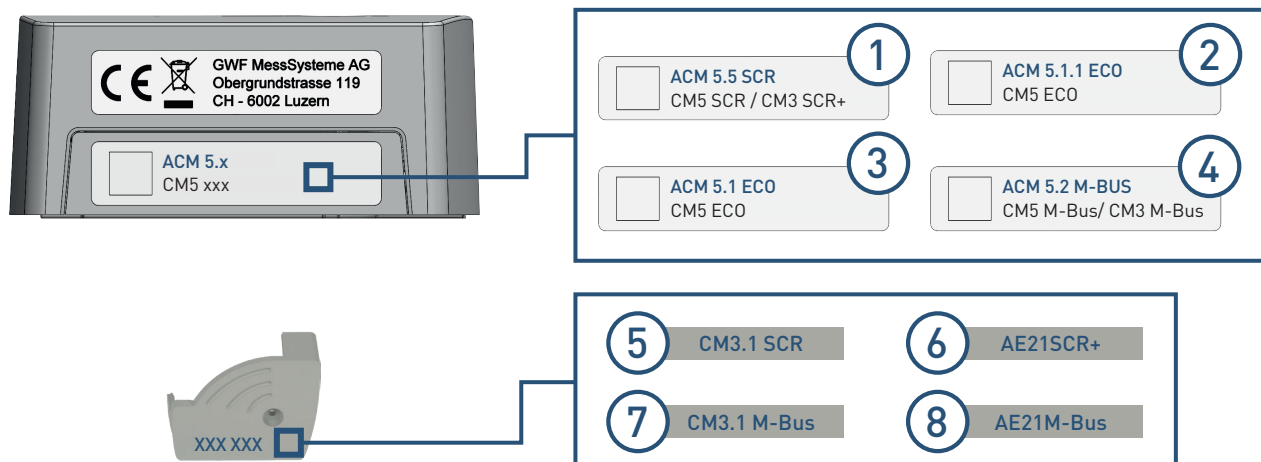 CE
GWF MessSysteme AG
Obergrundstrasse 119
CH - 6002 Luzern
ACM 5.x
CM5 xxx
1
ACM 5.5 SCR
CM5 SCR / CM3 SCR+
2
ACM 5.1.1 ECO
CM5 ECO
3
ACM 5.1 ECO
CM5 ECO
4
ACM 5.2 M-BUS
CM5 M-Bus/ CM3 M-Bus
XXX XXX
5
CM3.1 SCR
6
AE21SCR+
7
CM3.1 M-Bus
8
AE21M-Bus